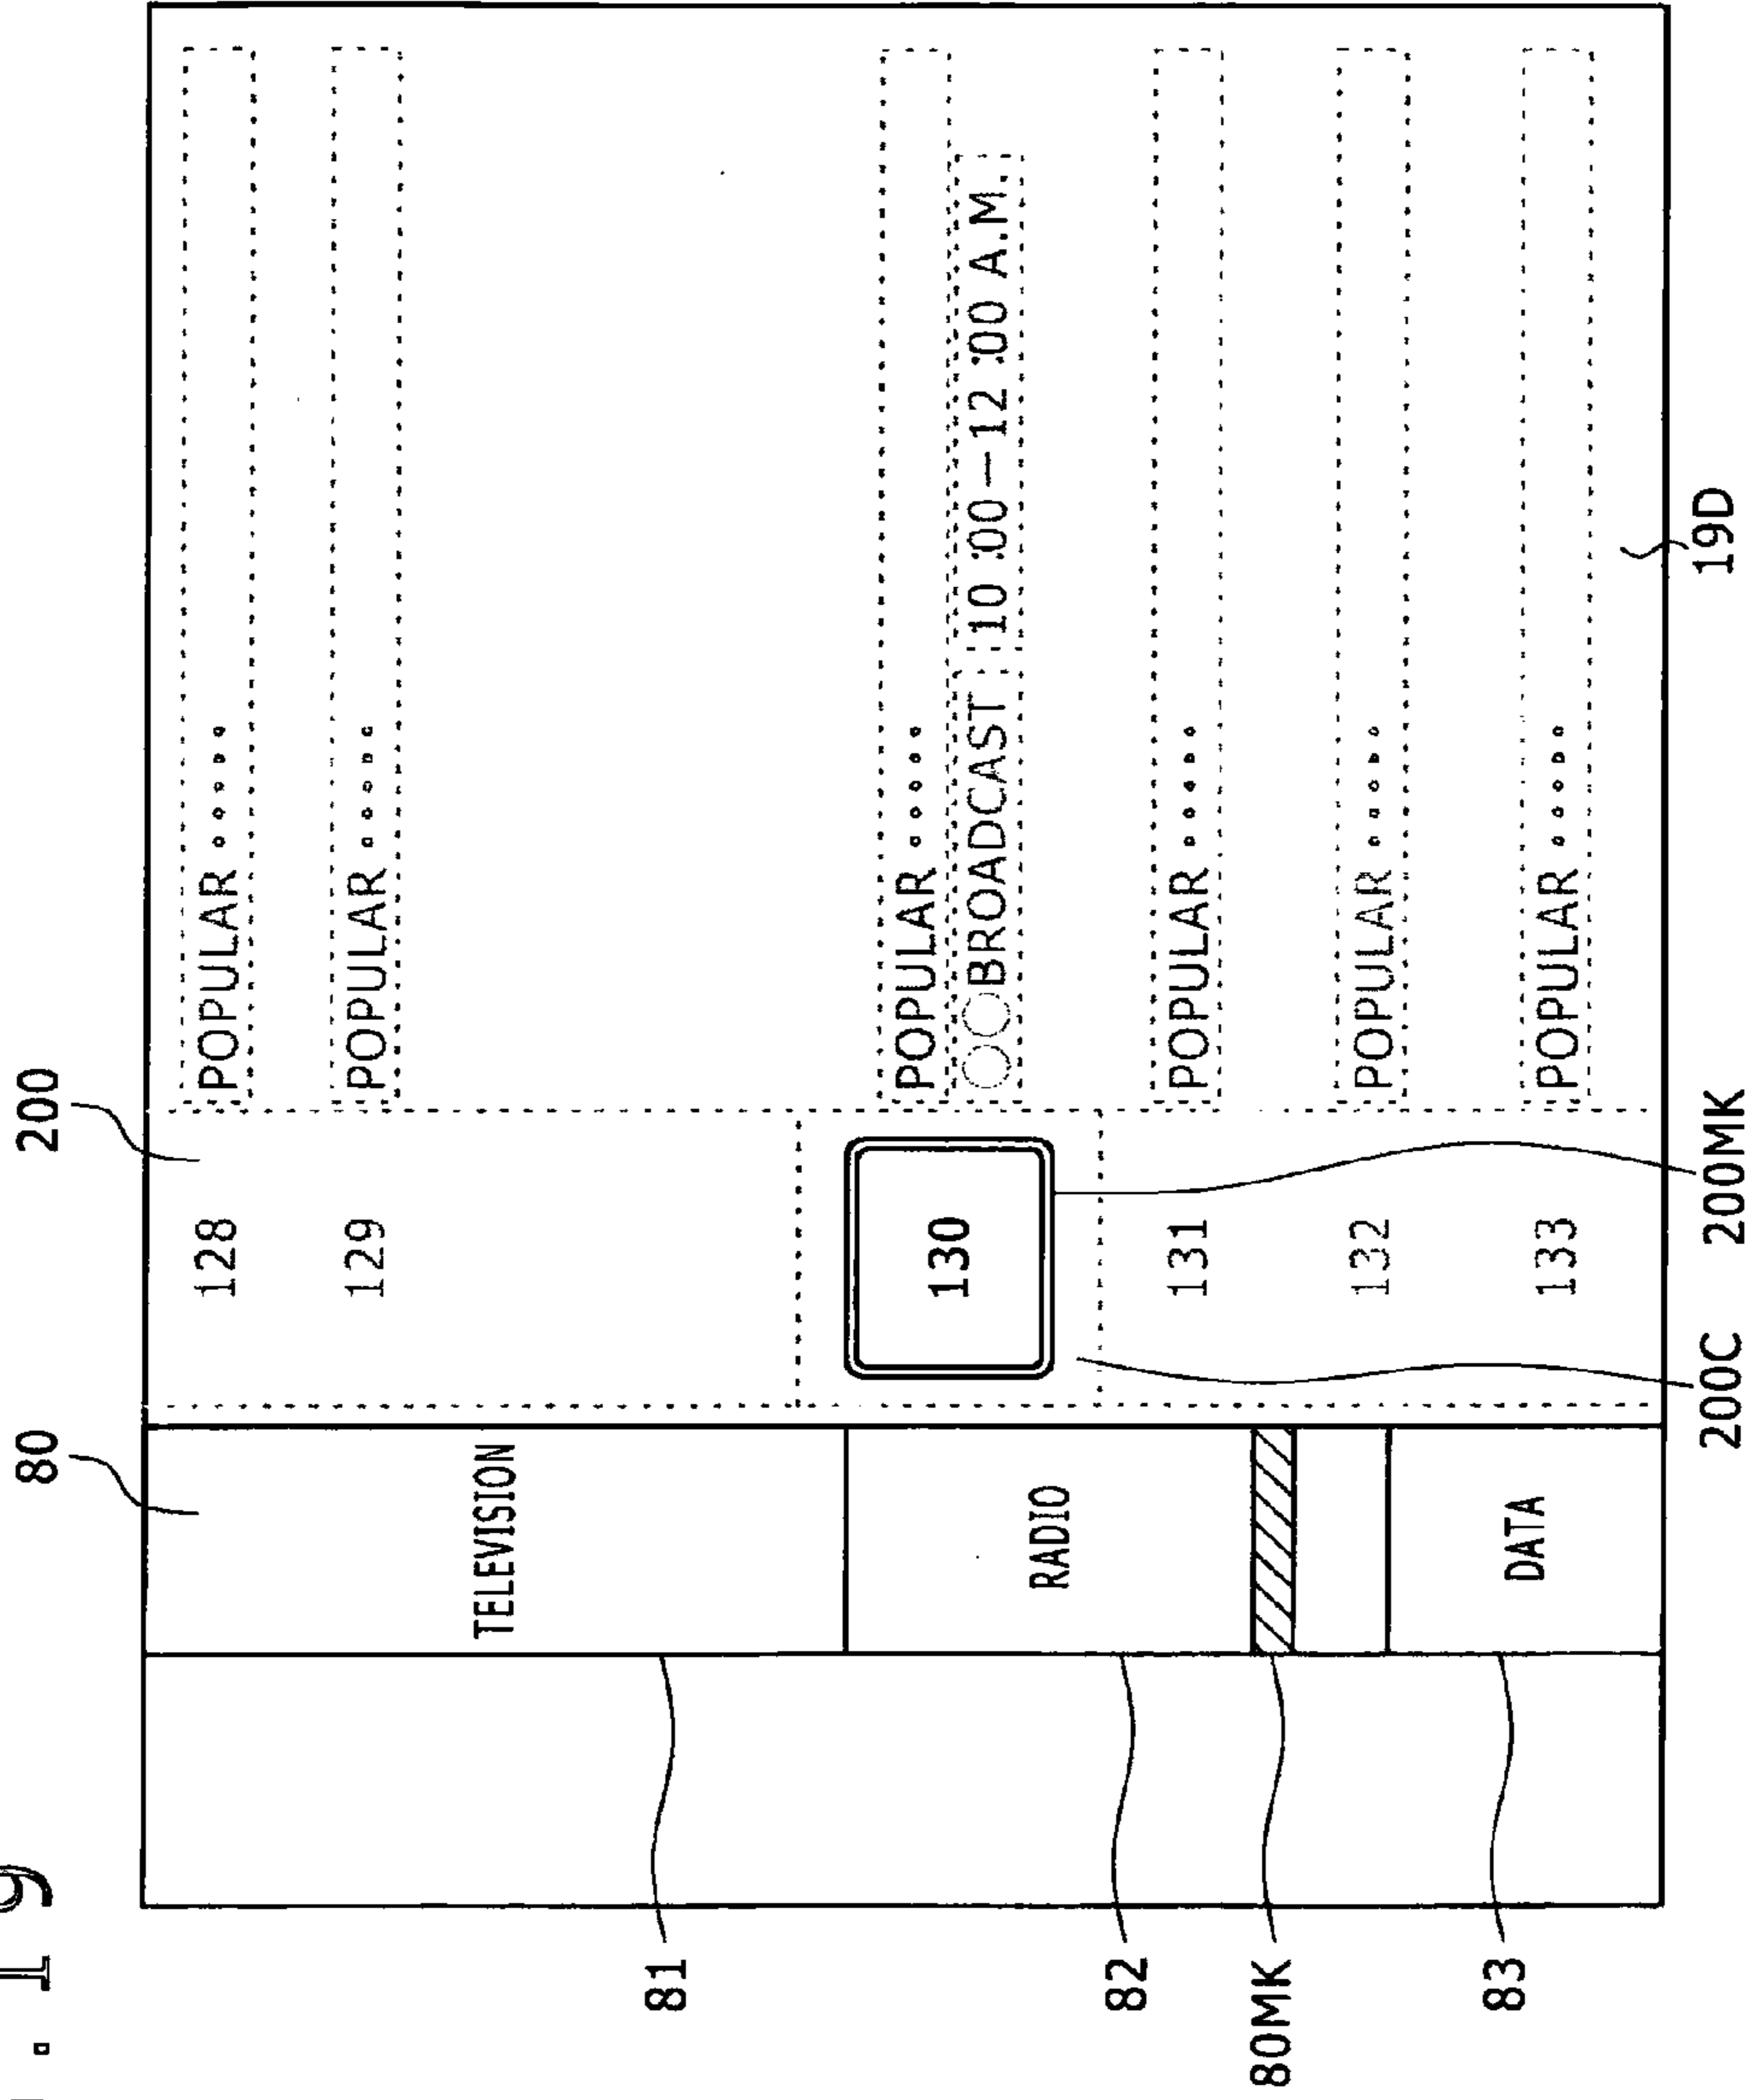 . 19
80
200
TELEVISION
RADIO
DATA
128 POPULAR .....
129 POPULAR .....
130 POPULAR .....
○○BROADCAST 10:00—12:00 A.M.
131 POPULAR .....
132 POPULAR .....
133 POPULAR .....
81
82
80MK
83
200C
200MK
19D